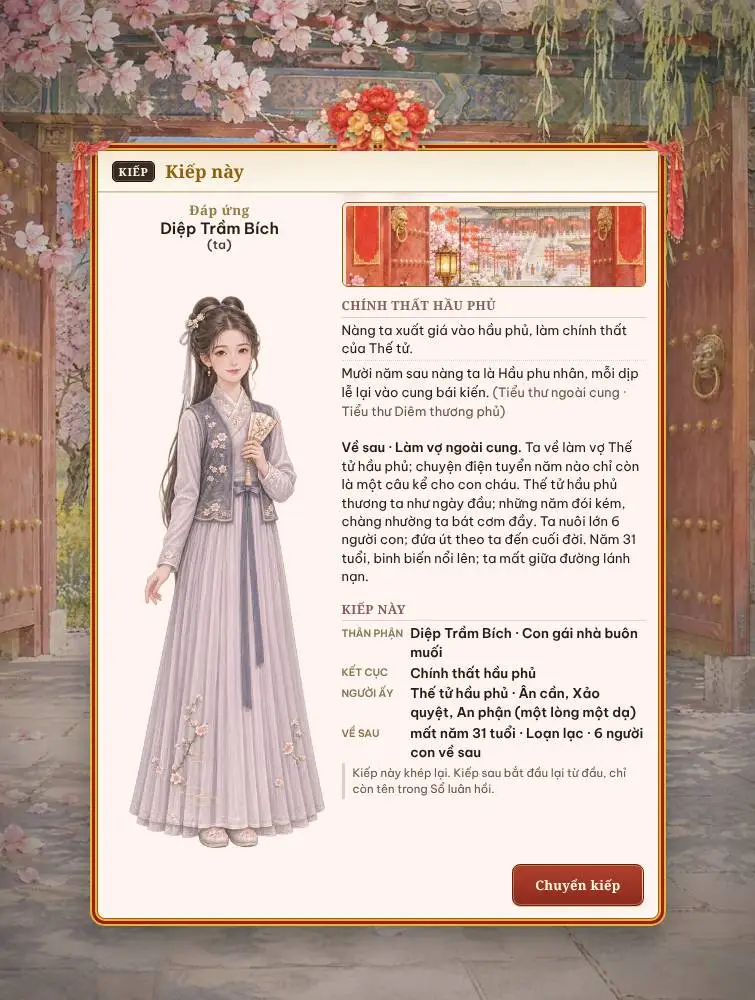 KIẾP Kiếp này
Đáp ứng
Diệp Trầm Bích
(ta)
CHÍNH THẤT HẦU PHỦ
Nàng ta xuất giá vào hầu phủ, làm chính thất
của Thế tử.
Mười năm sau nàng ta là Hầu phu nhân, mỗi dịp
lễ lại vào cung bái kiến. (Tiểu thư ngoài cung ·
Tiểu thư Diêm thương phủ)
Về sau · Làm vợ ngoài cung. Ta về làm vợ Thế
tử hầu phủ; chuyện điện tuyển năm nào chỉ còn
là một câu kể cho con cháu. Thế tử hầu phủ
thương ta như ngày đầu; những năm đói kém,
chàng nhường ta bát cơm đầy. Ta nuôi lớn 6
người con; đứa út theo ta đến cuối đời. Năm 31
tuổi, binh biến nổi lên; ta mất giữa đường lánh
nạn.
KIẾP NÀY
THÂN PHẬN Diệp Trầm Bích · Con gái nhà buôn
muối
KẾT CỤC Chính thất hầu phủ
NGƯỜI ẤY Thế tử hầu phủ · Ân cần, Xảo
quyệt, An phận (một lòng một dạ)
VỀ SAU mất năm 31 tuổi · Loạn lạc · 6 người
con về sau
Kiếp này khép lại. Kiếp sau bắt đầu lại từ đầu, chỉ
còn tên trong Sổ luân hồi.
Chuyển kiếp